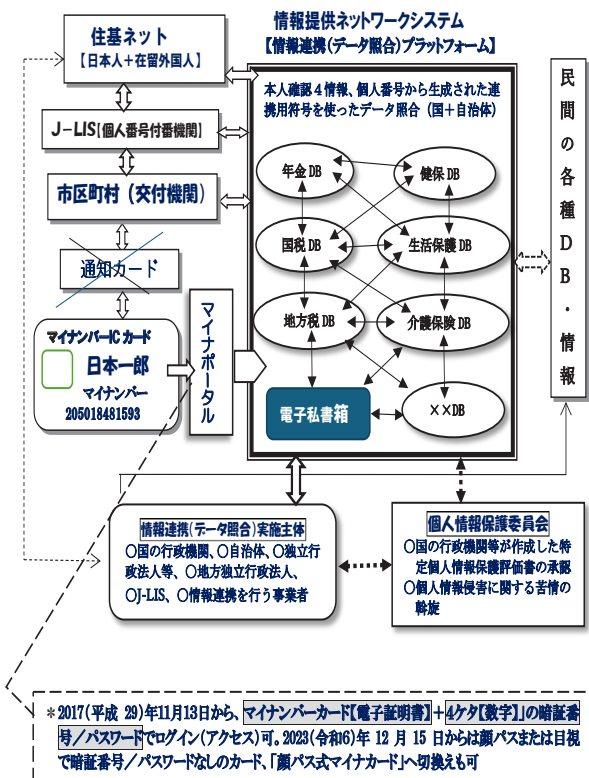 情報提供ネットワークシステム
【情報連携(データ照合)プラットフォーム】
住基ネット
【日本人＋在留外国人】
J－LIS【個人番号付番機関】
市区町村（交付機関）
通知カード
マイナンバーICカード
日本一郎
マイナンバー
205018481593
マイナポータル
本人確認４情報、個人番号から生成された連
携用符号を使ったデータ照合（国＋自治体）
年金DB
健保DB
国税DB
生活保護DB
地方税DB
介護保険DB
電子私書箱
××DB
民間の各種DB・情報
情報連携(データ照合)実施主体
〇国の行政機関、〇自治体、〇独立行
政法人等、〇地方独立行政法人、
〇J-LIS、〇情報連携を行う事業者
個人情報保護委員会
〇国の行政機関等が作成した特
定個人情報保護評価書の承認
〇個人情報侵害に関する苦情の
斡旋
＊2017(平成 29)年11月13日から、マイナンバーカード【電子証明書】＋4ケタ【数字】」の暗証番
号／パスワードでログイン(アクセス)可。2023(令和6)年 12 月 15 日からは顔パスまたは目視
で暗証番号／パスワードなしのカード、「顔パス式マイナカード」へ切換えも可